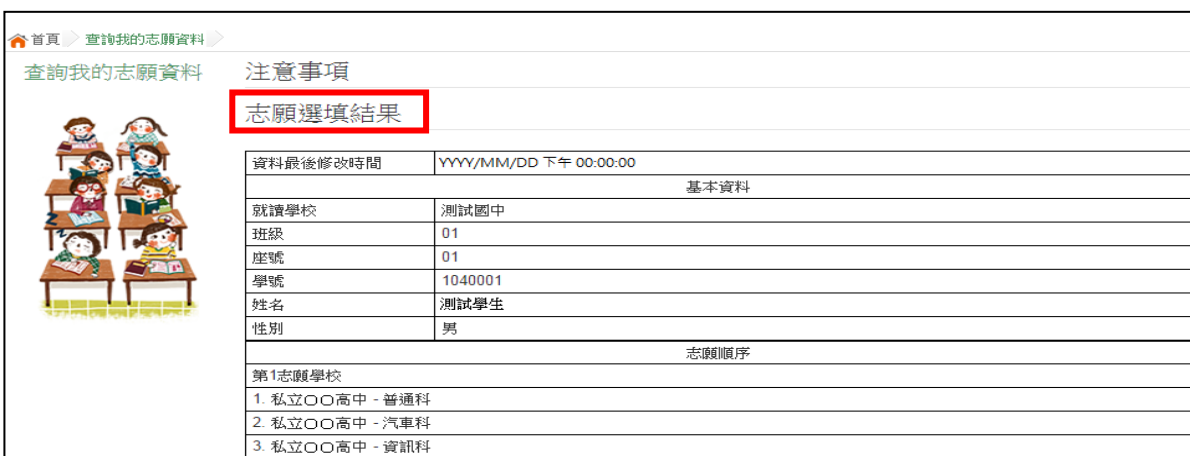 首頁 查詢我的志願資料
查詢我的志願資料
注意事項
志願選填結果
資料最後修改時間 YYYY/MM/DD 下午 00:00:00
基本資料
就讀學校 測試國中
班級 01
座號 01
學號 1040001
姓名 測試學生
性別 男
志願順序
第1志願學校
1. 私立○○高中 - 普通科
2. 私立○○高中 - 汽車科
3. 私立○○高中 - 資訊科